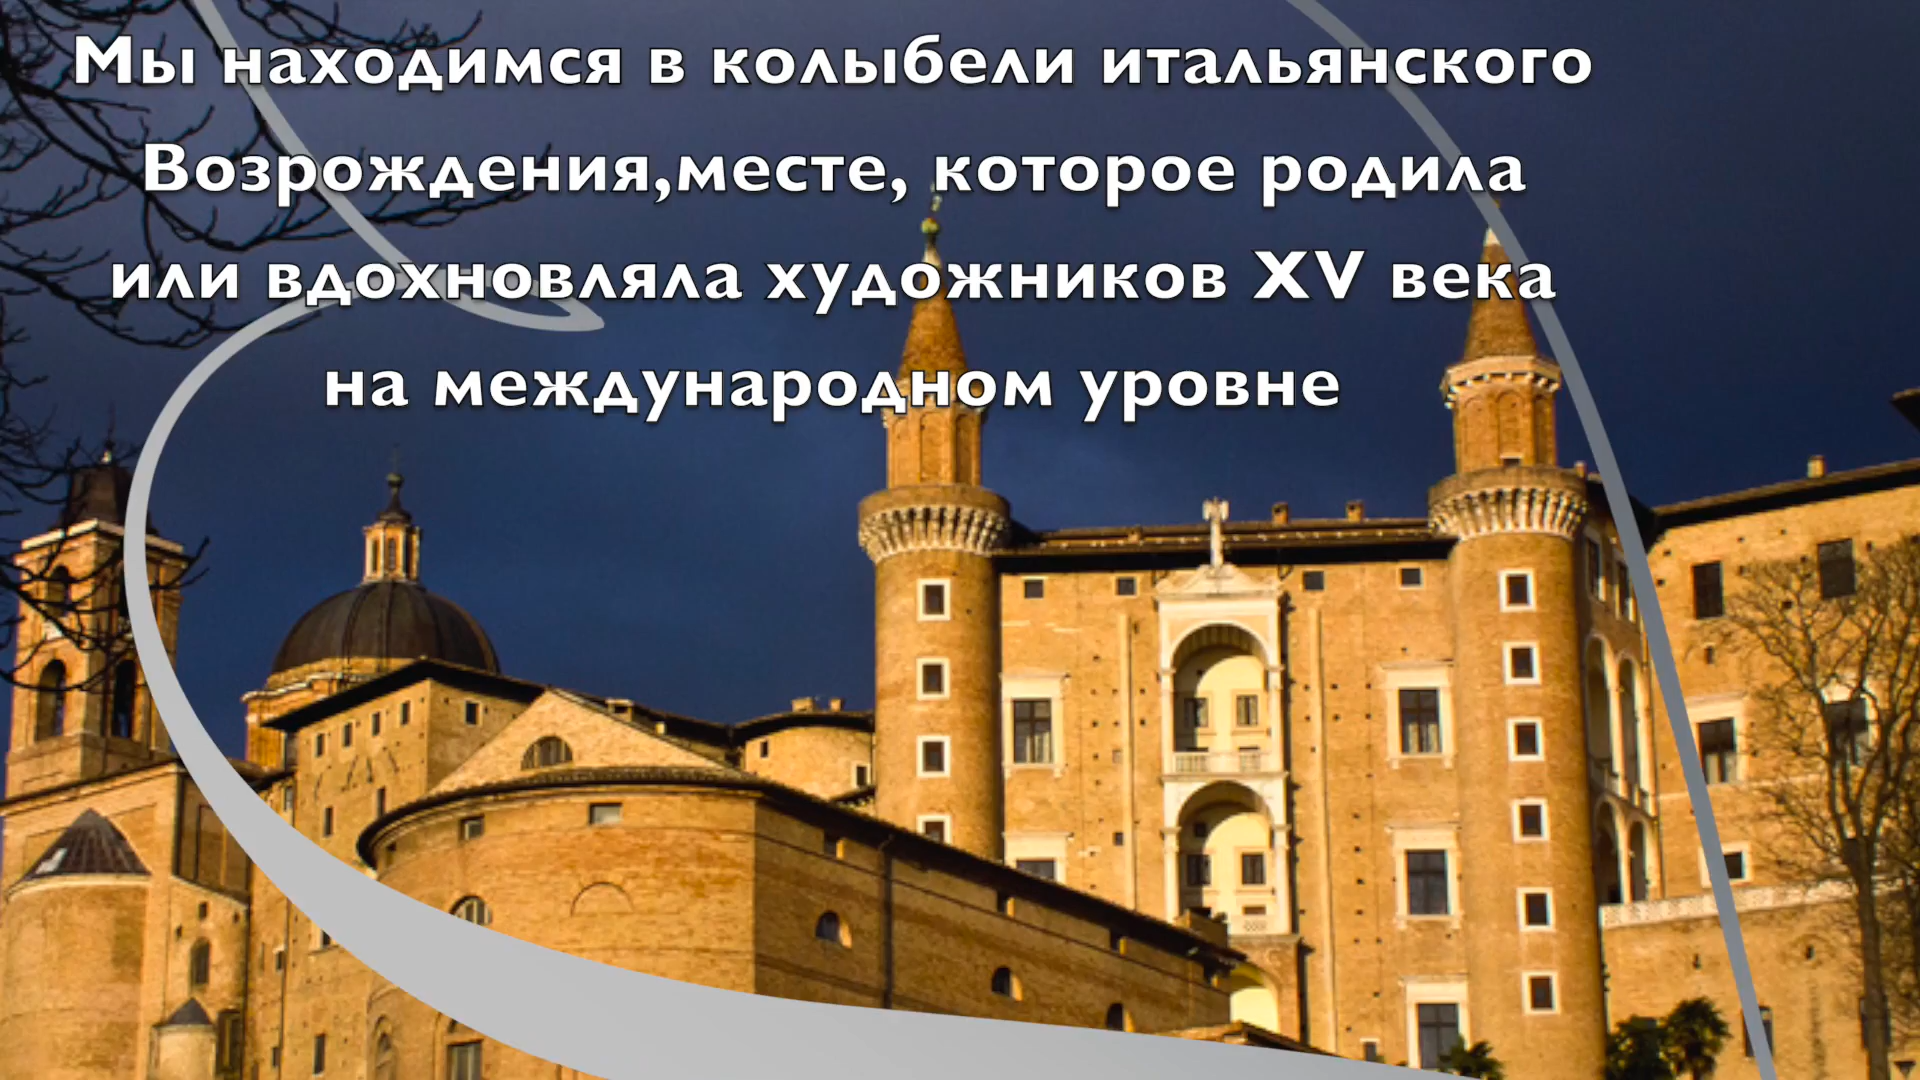 Мы находимся в колыбели итальянского
Возрождения,месте, которое родила
или вдохновляла художников XV века
на международном уровне